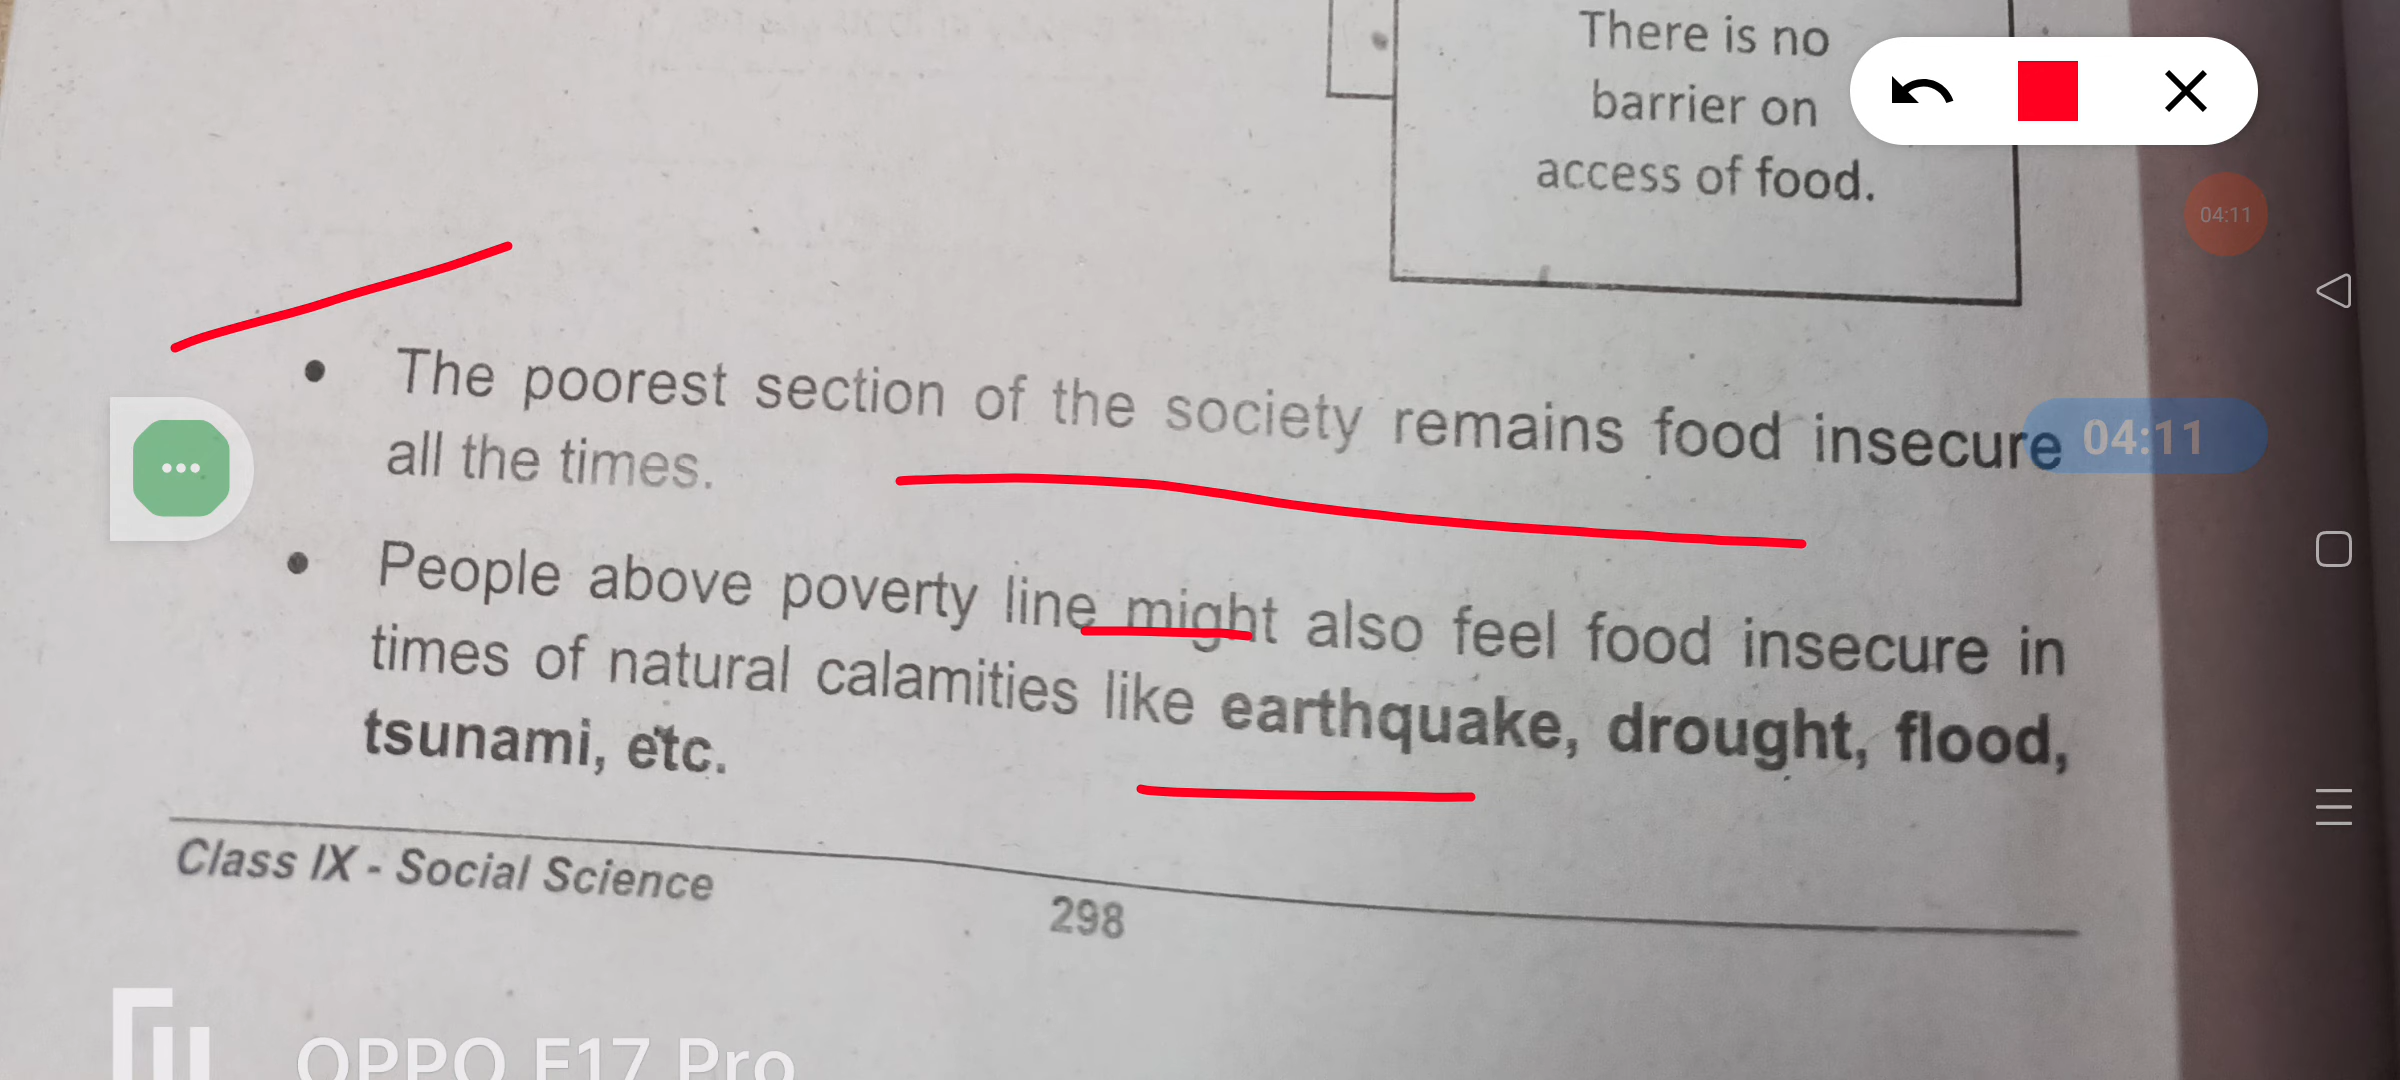 There is no
barrier on
access of food.
04:11
• The poorest section of the society remains food insecure
04:11
all the times.
• People above poverty line might also feel food insecure in
times of natural calamities like earthquake, drought, flood,
tsunami, etc.
Class IX - Social Science
298
OPPO F17 Pro